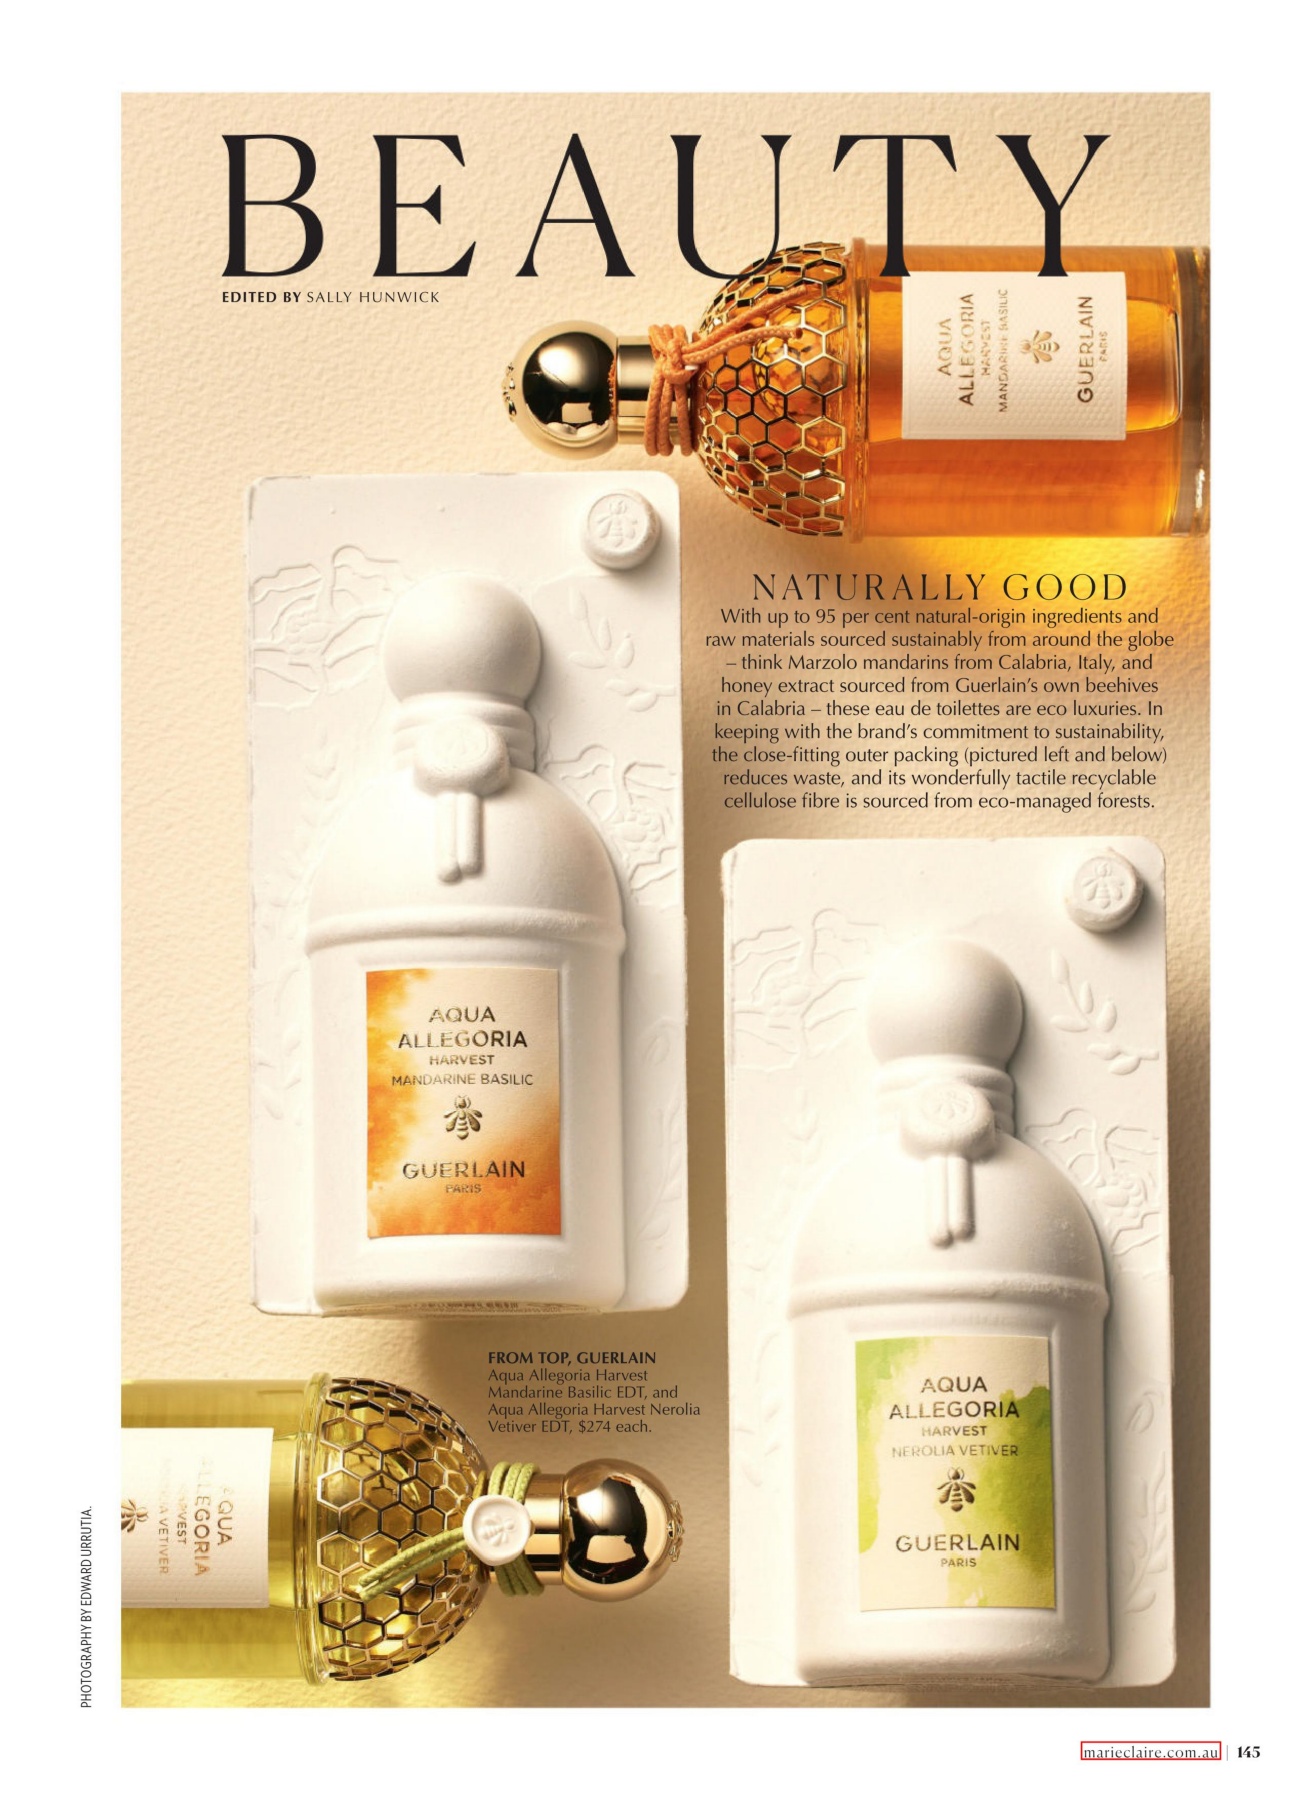 BEAUTY
EDITED BY SALLY HUNWICK
AQUA
ALLEGORIA
HARVEST
MANDARINE BASILIC
GUERLAIN
PARIS
NATURALLY GOOD
With up to 95 per cent natural-origin ingredients and
raw materials sourced sustainably from around the globe
– think Marzolo mandarins from Calabria, Italy, and
honey extract sourced from Guerlain’s own beehives
in Calabria – these eau de toilettes are eco luxuries. In
keeping with the brand’s commitment to sustainability,
the close-fitting outer packing (pictured left and below)
reduces waste, and its wonderfully tactile recyclable
cellulose fibre is sourced from eco-managed forests.
AQUA
ALLEGORIA
HARVEST
MANDARINE BASILIC
GUERLAIN
PARIS
FROM TOP, GUERLAIN
Aqua Allegoria Harvest
Mandarine Basilic EDT, and
Aqua Allegoria Harvest Nerolia
Vetiver EDT, $274 each.
AQUA
ALLEGORIA
HARVEST
NEROLIA VETIVER
GUERLAIN
PARIS
AQUA
ALLEGORIA
HARVEST
VETIVER
PHOTOGRAPHY BY EDWARD URRUTIA.
marieclaire.com.au | 145